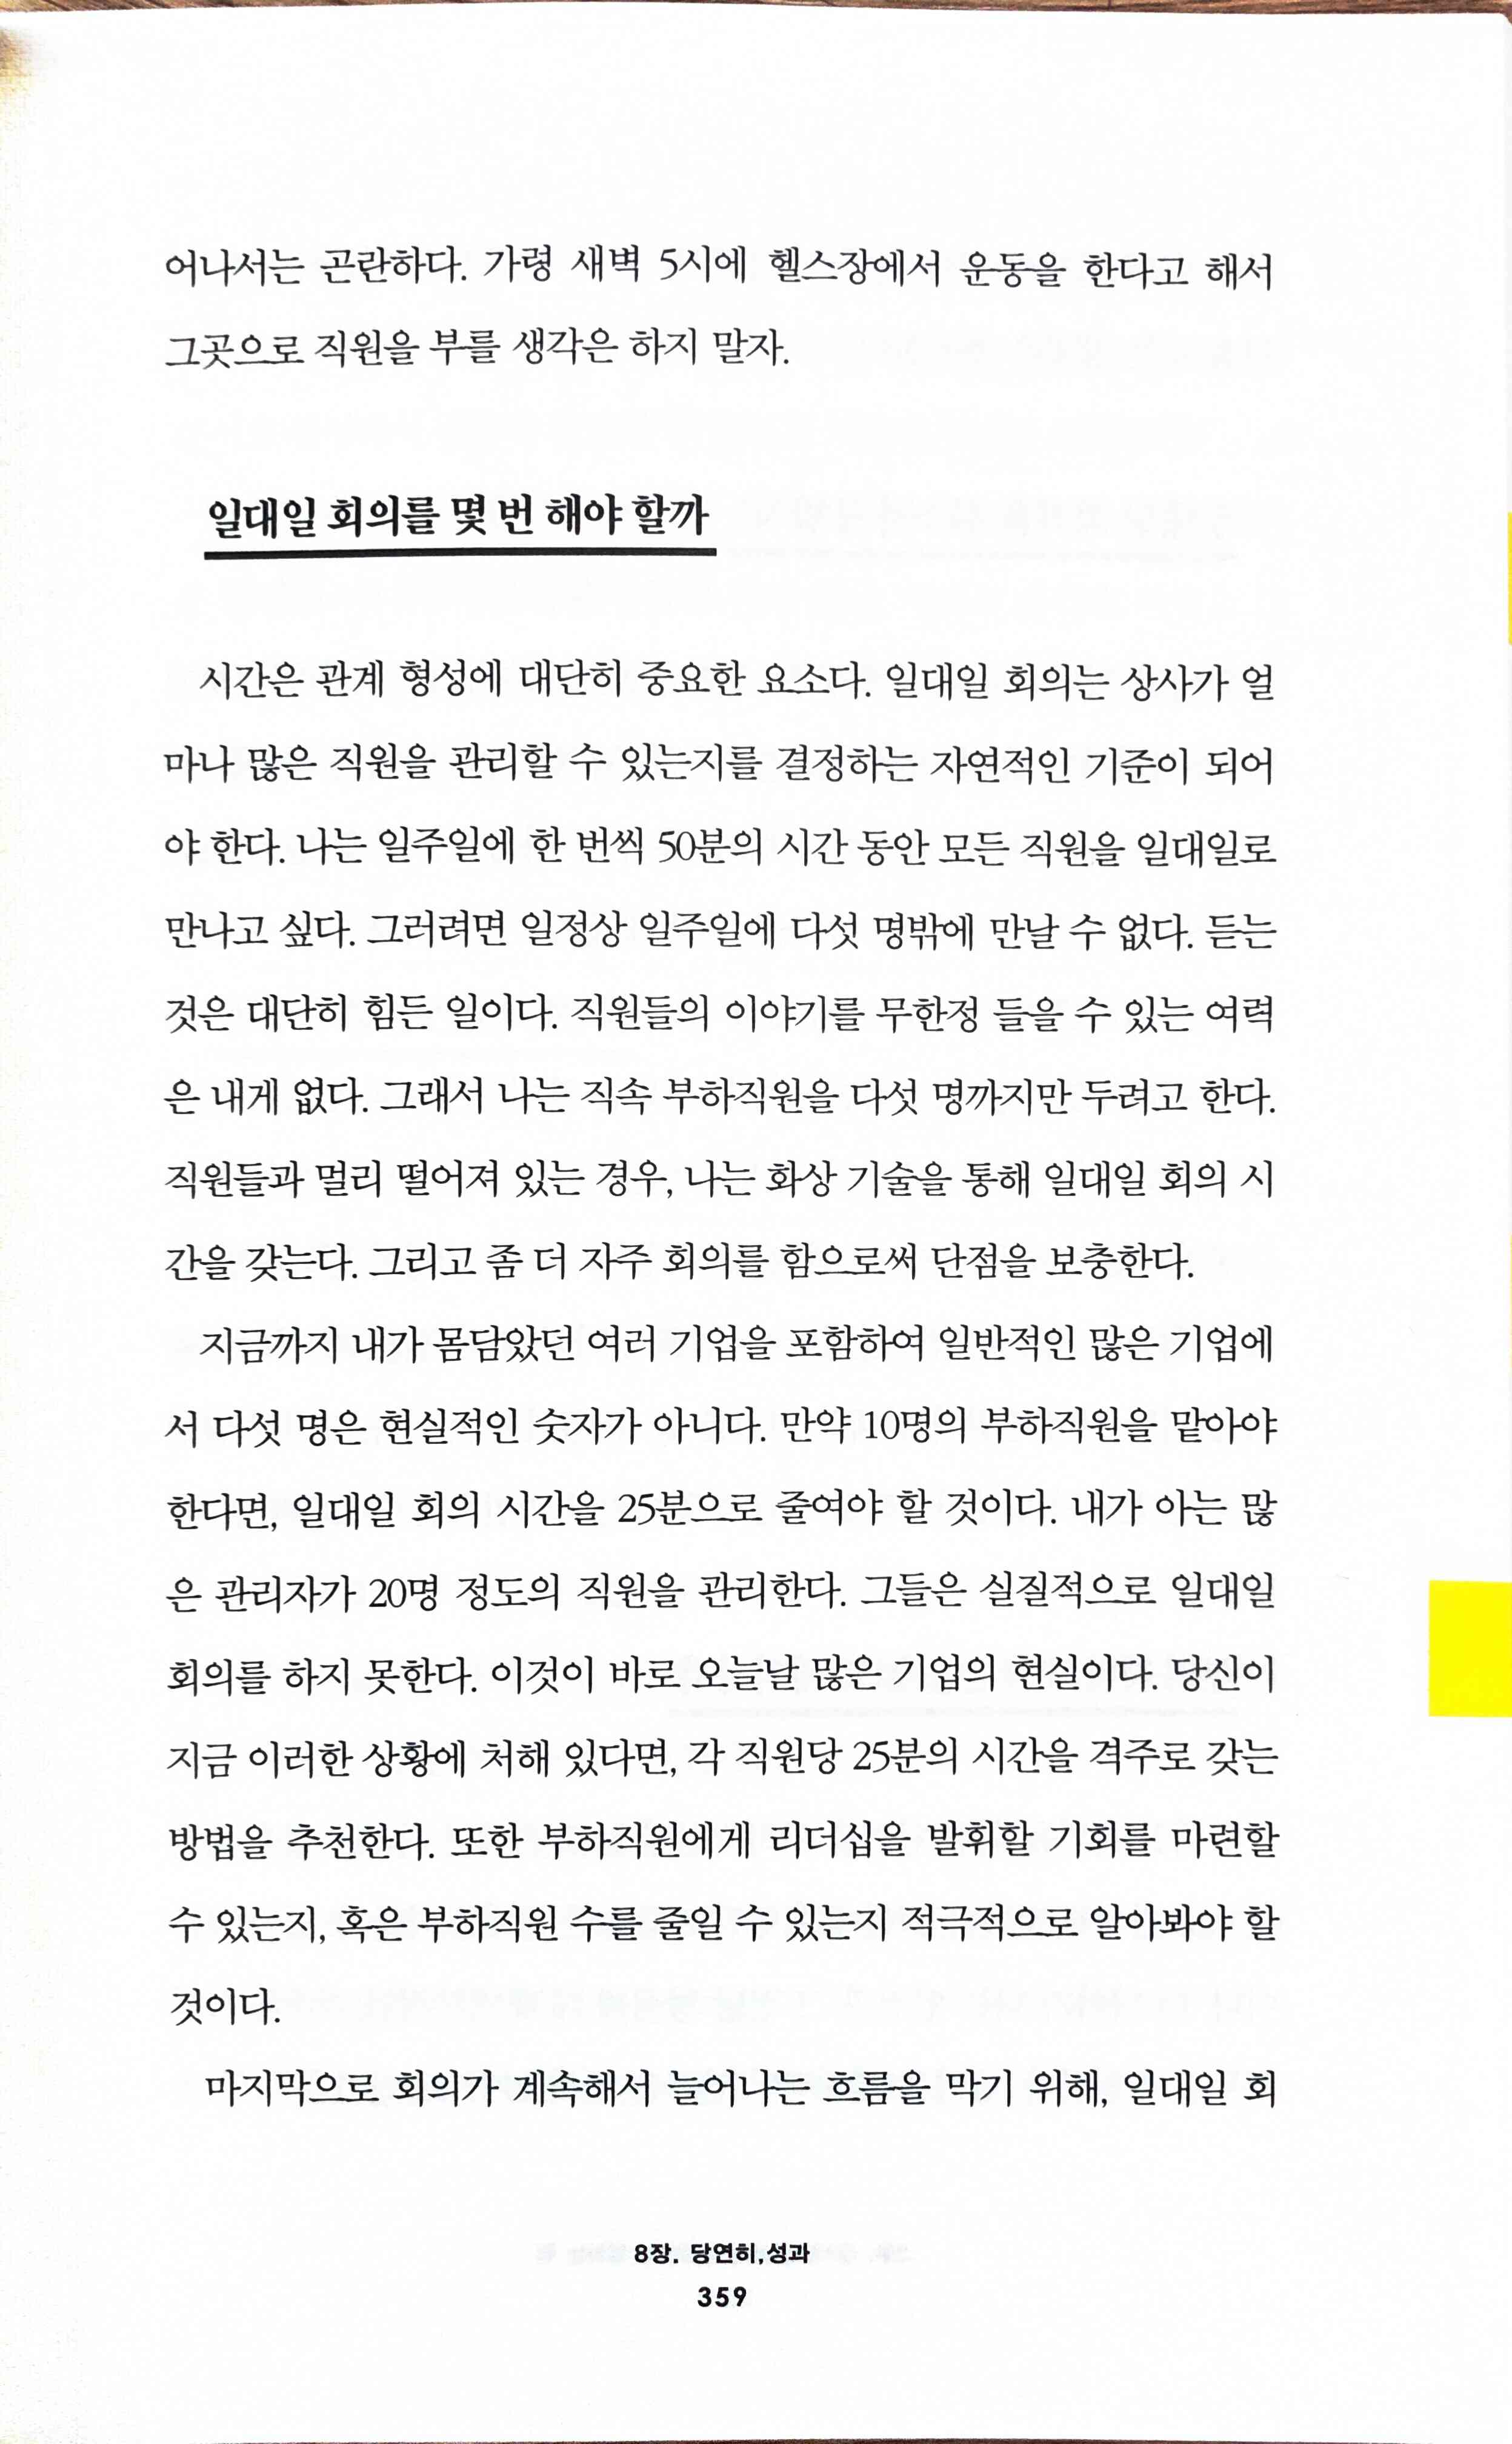 어나서는 곤란하다. 가령 새벽 5시에 헬스장에서 운동을 한다고 해서
그곳으로 직원을 부를 생각은 하지 말자.
일대일 회의를 몇 번 해야 할까
시간은 관계 형성에 대단히 중요한 요소다. 일대일 회의는 상사가 얼
마나 많은 직원을 관리할 수 있는지를 결정하는 자연적인 기준이 되어
야 한다. 나는 일주일에 한 번씩 50분의 시간 동안 모든 직원을 일대일로
만나고 싶다. 그러려면 일정상 일주일에 다섯 명밖에 만날 수 없다. 듣는
것은 대단히 힘든 일이다. 직원들의 이야기를 무한정 들을 수 있는 여력
은 내게 없다. 그래서 나는 직속 부하직원을 다섯 명까지만 두려고 한다.
직원들과 멀리 떨어져 있는 경우, 나는 화상 기술을 통해 일대일 회의 시
간을 갖는다. 그리고 좀 더 자주 회의를 함으로써 단점을 보충한다.
지금까지 내가 몸담았던 여러 기업을 포함하여 일반적인 많은 기업에
서 다섯 명은 현실적인 숫자가 아니다. 만약 10명의 부하직원을 맡아야
한다면, 일대일 회의 시간을 25분으로 줄여야 할 것이다. 내가 아는 많
은 관리자가 20명 정도의 직원을 관리한다. 그들은 실질적으로 일대일
회의를 하지 못한다. 이것이 바로 오늘날 많은 기업의 현실이다. 당신이
지금 이러한 상황에 처해 있다면, 각 직원당 25분의 시간을 격주로 갖는
방법을 추천한다. 또한 부하직원에게 리더십을 발휘할 기회를 마련할
수 있는지, 혹은 부하직원 수를 줄일 수 있는지 적극적으로 알아봐야 할
것이다.
마지막으로 회의가 계속해서 늘어나는 흐름을 막기 위해, 일대일 회
8장. 당연히, 성과
359